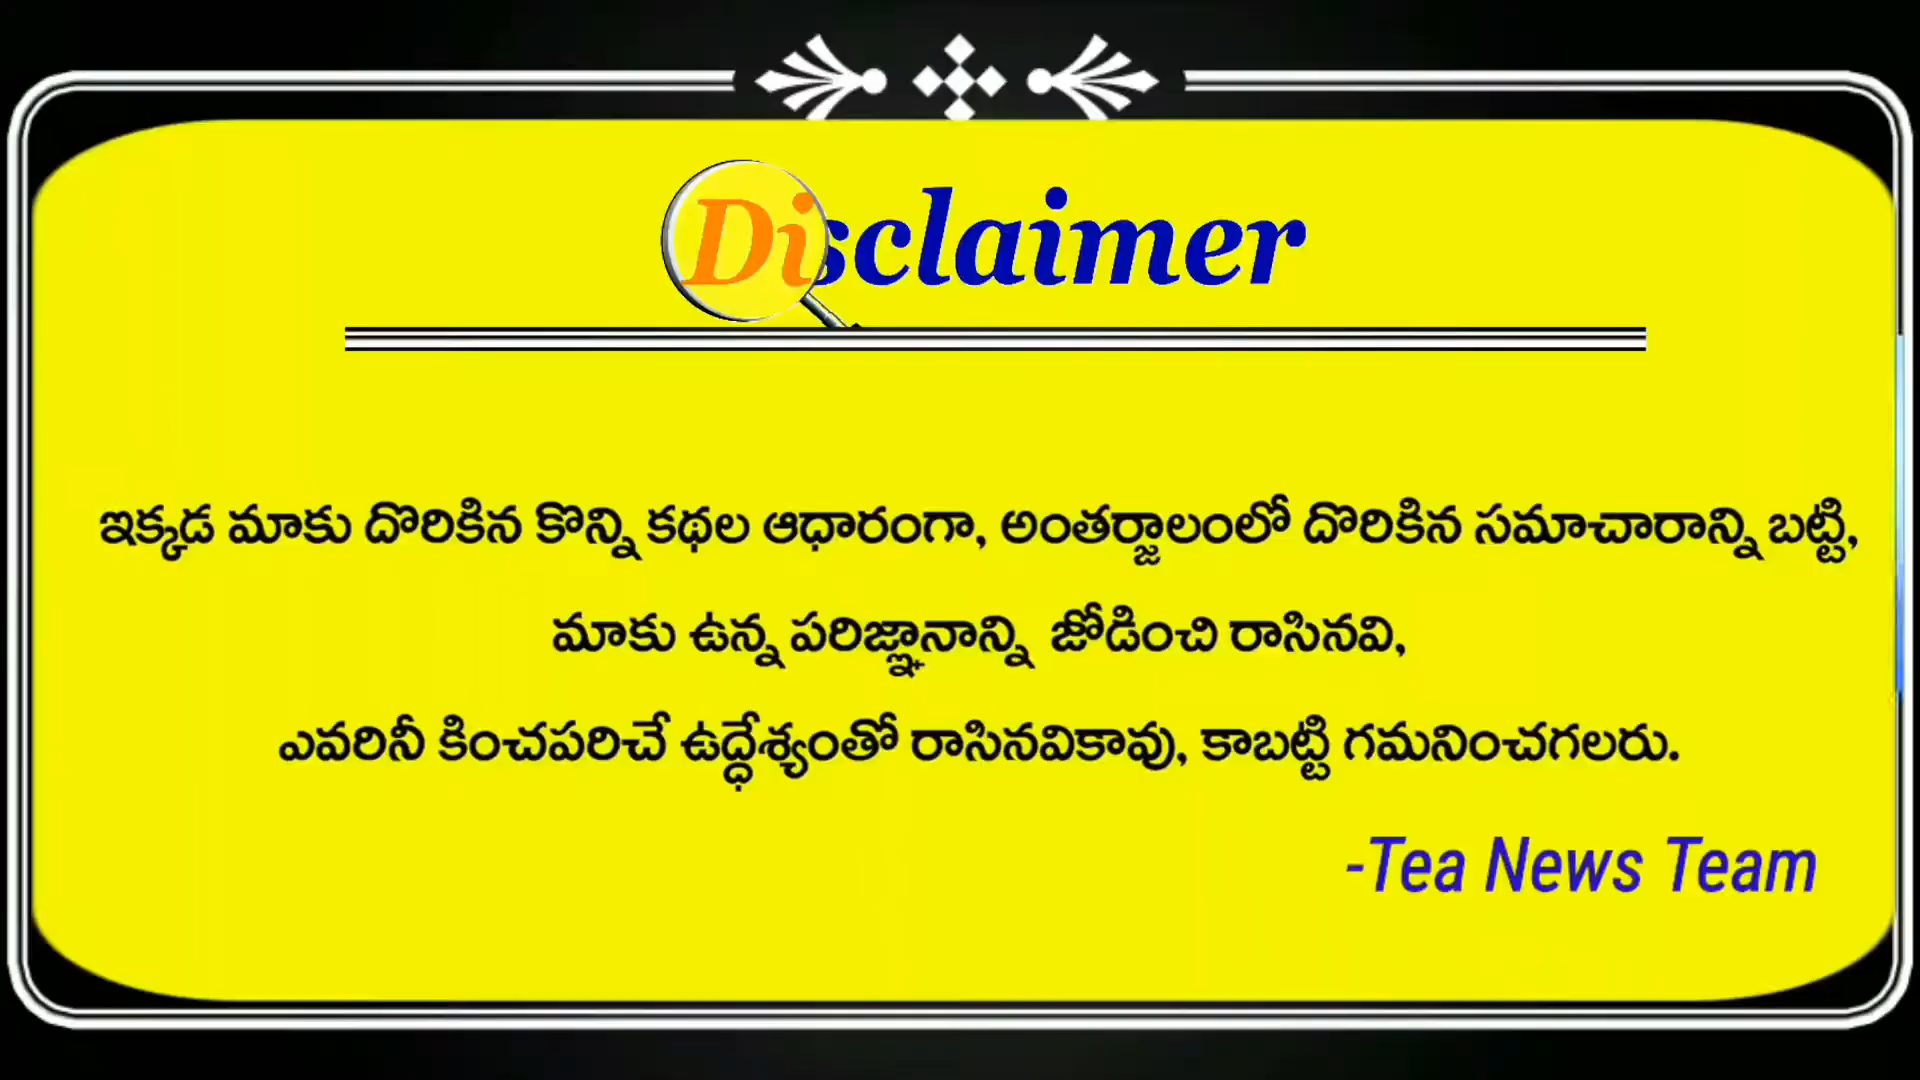 Disclaimer
ఇక్కడ మాకు దొరికిన కొన్ని కథల ఆధారంగా, అంతర్జాలంలో దొరికిన సమాచారాన్ని బట్టి,
మాకు ఉన్న పరిజ్ఞానాన్ని జోడించి రాసినవి,
ఎవరినీ కించపరిచే ఉద్ధేశ్యంతో రాసినవికావు, కాబట్టి గమనించగలరు.
-Tea News Team